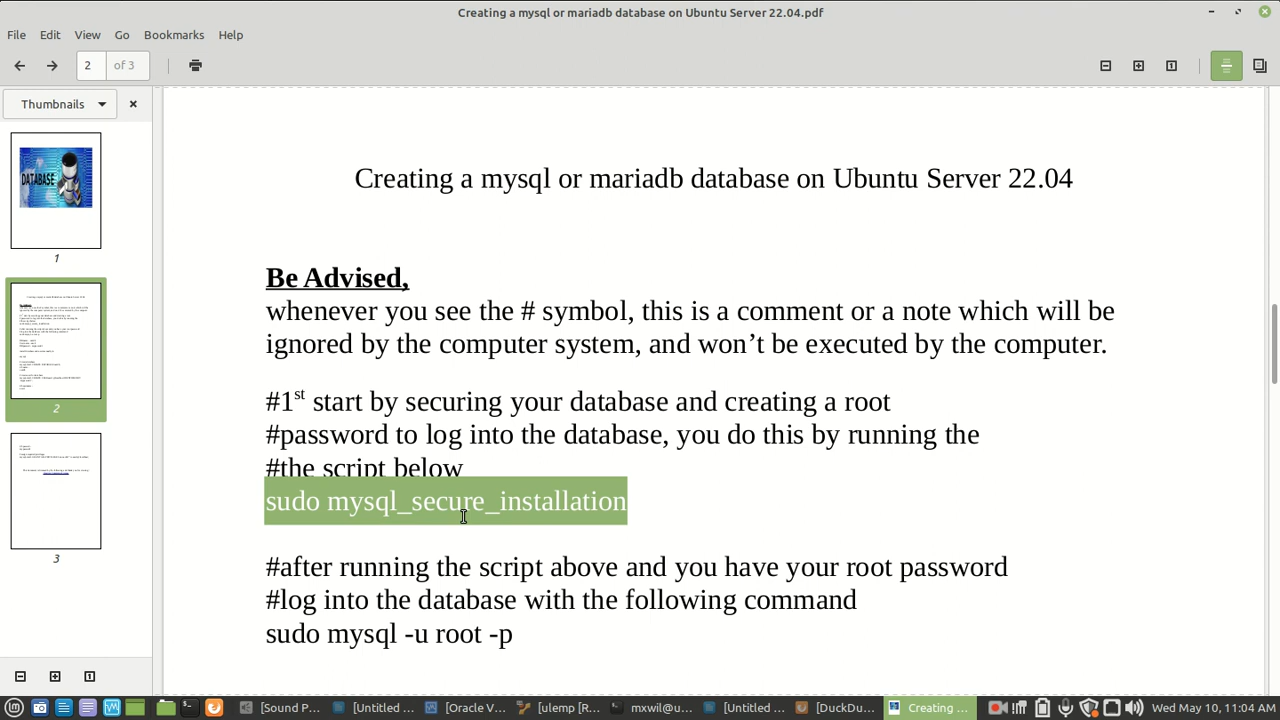 Creating a mysql or mariadb database on Ubuntu Server 22.04.pdf
File Edit View Go Bookmarks Help
2 of 3
Thumbnails
DATABASE
1
2
3
Creating a mysql or mariadb database on Ubuntu Server 22.04
Be Advised,
whenever you see the # symbol, this is a comment or a note which will be
ignored by the computer system, and won’t be executed by the computer.
#1st start by securing your database and creating a root
#password to log into the database, you do this by running the
#the script below
sudo mysql_secure_installation
#after running the script above and you have your root password
#log into the database with the following command
sudo mysql -u root -p
[Sound P... [Untitled ... [Oracle V... [ulemp [R... mxwil@u... [Untitled ... [DuckDu... Creating ... Wed May 10, 11:04 AM